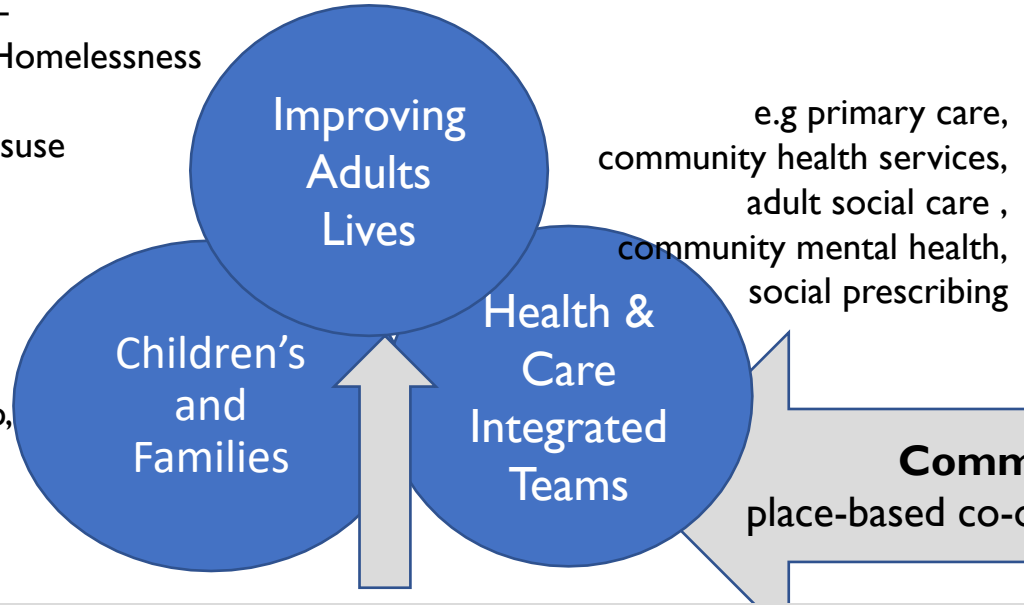 Homelessness
suse
Improving
Adults
Lives
e.g primary care,
community health services,
adult social care ,
community mental health,
social prescribing
Children’s
and
Families
Health &
Care
Integrated
Teams
Comm
place-based co-